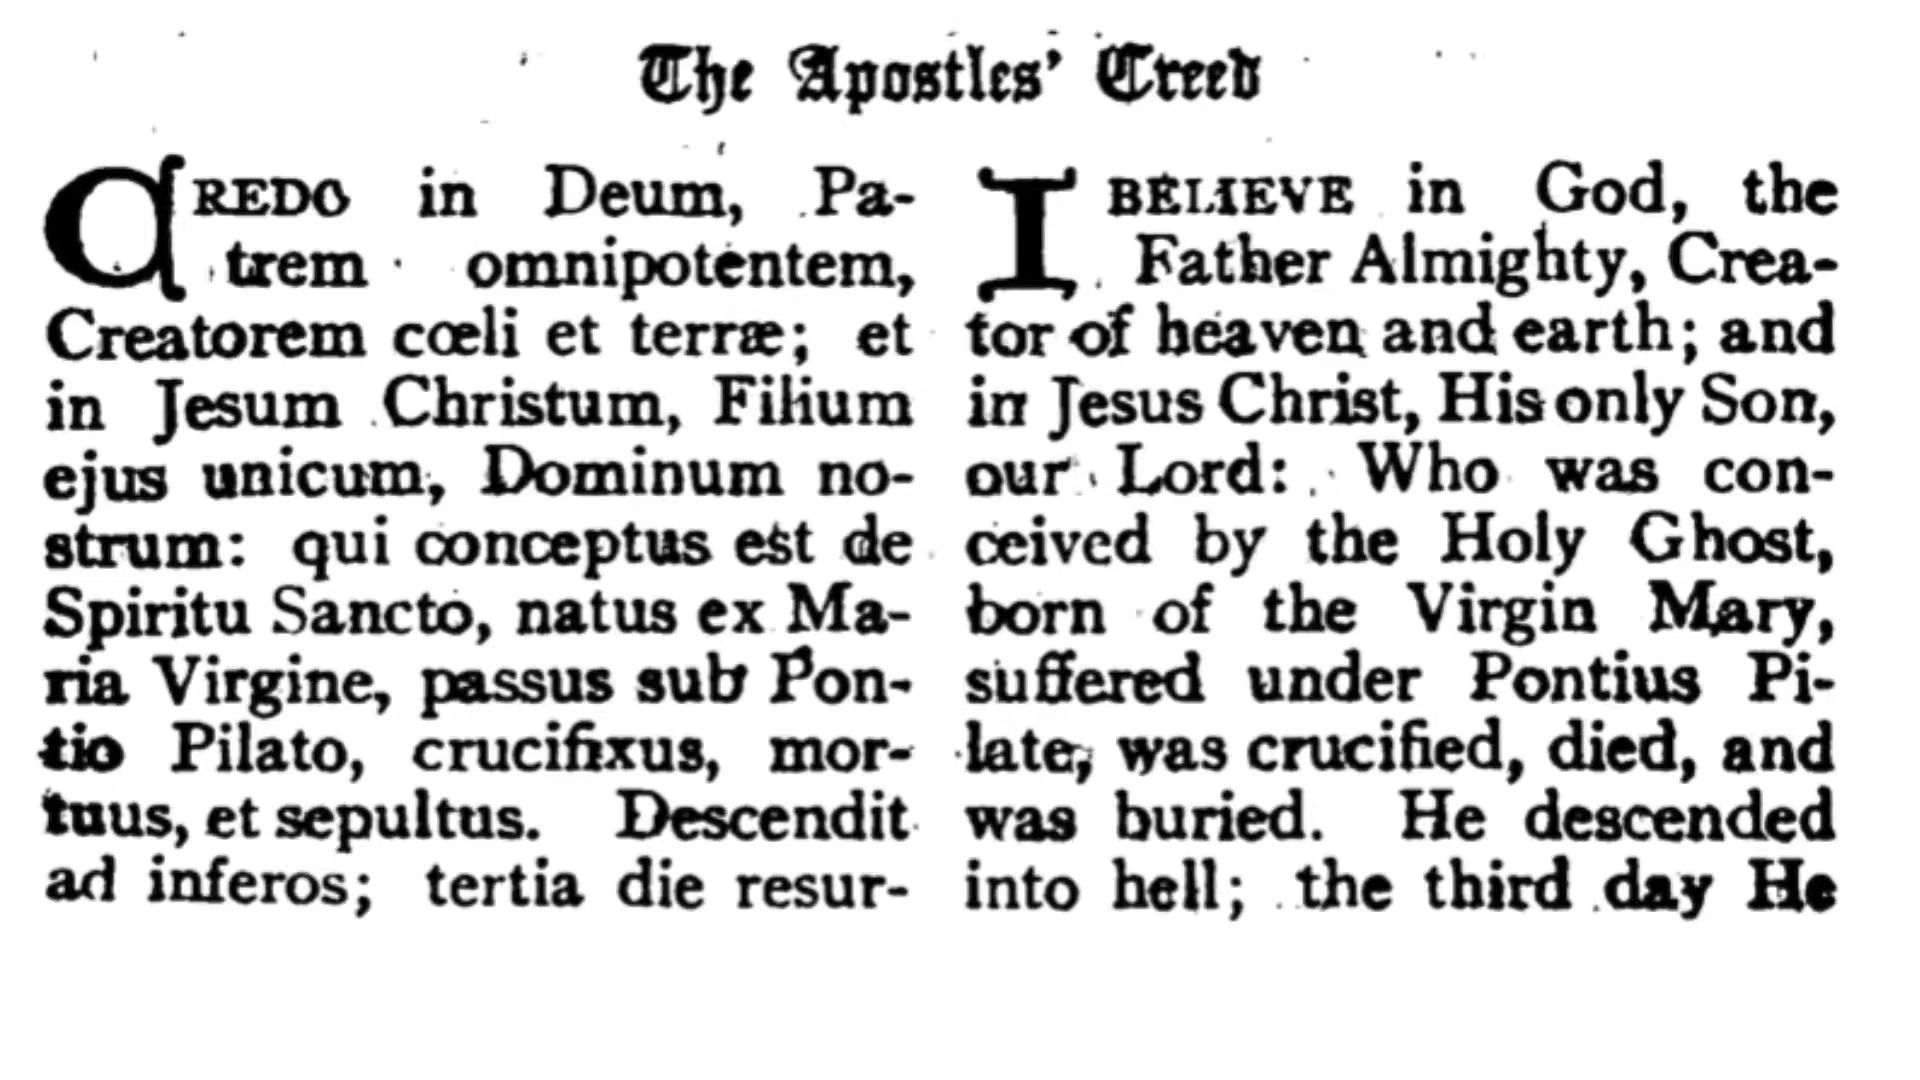 The Apostles' Creed
CREDO in Deum, Pa-
trem omnipotentem,
Creatorem cœli et terræ; et
in Jesum Christum, Filium
ejus unicum, Dominum no-
strum: qui conceptus est de
Spiritu Sancto, natus ex Ma-
ria Virgine, passus sub Pon-
tio Pilato, crucifixus, mor-
tuus, et sepultus. Descendit
ad inferos; tertia die resur-
I BELIEVE in God, the
Father Almighty, Crea-
tor of heaven and earth; and
in Jesus Christ, His only Son,
our Lord: Who was con-
ceived by the Holy Ghost,
born of the Virgin Mary,
suffered under Pontius Pi-
late, was crucified, died, and
was buried. He descended
into hell; the third day He